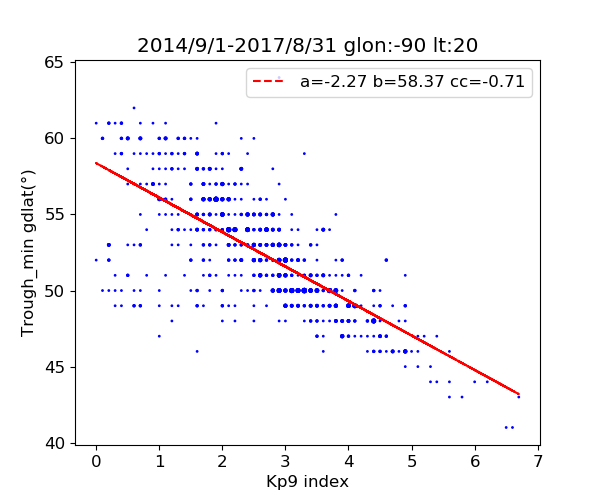 2014/9/1-2017/8/31 glon:-90 lt:20
a=-2.27 b=58.37 cc=-0.71
Trough_min gdlat(°)
65
60
55
50
45
40
0 1 2 3 4 5 6 7
Kp9 index